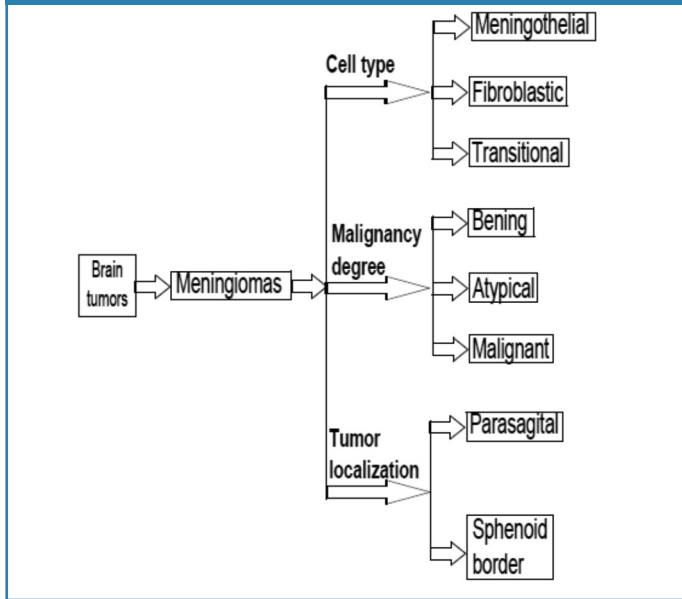 Brain
tumors
Meningiomas
Cell type
Meningothelial
Fibroblastic
Transitional
Malignancy
degree
Bening
Atypical
Malignant
Tumor
localization
Parasagital
Sphenoid
border